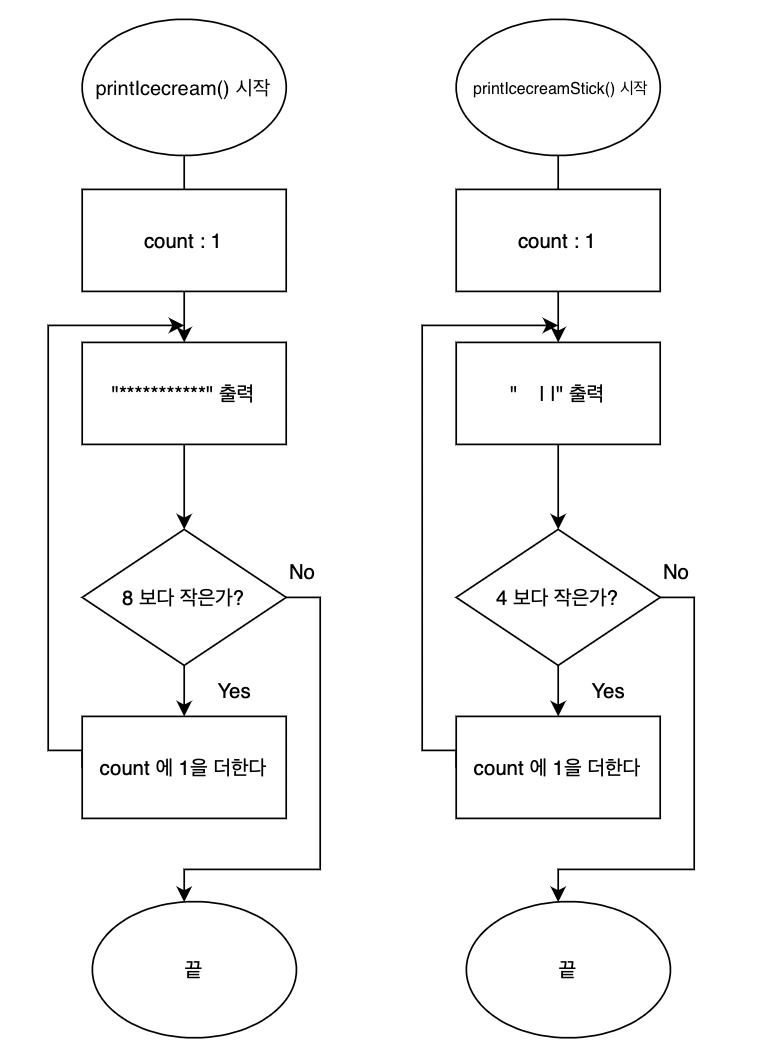 printIcecream() 시작
count : 1
"***********" 출력
8 보다 작은가?
No
Yes
count 에 1을 더한다
끝
printIcecreamStick() 시작
count : 1
"    | |" 출력
4 보다 작은가?
No
Yes
count 에 1을 더한다
끝